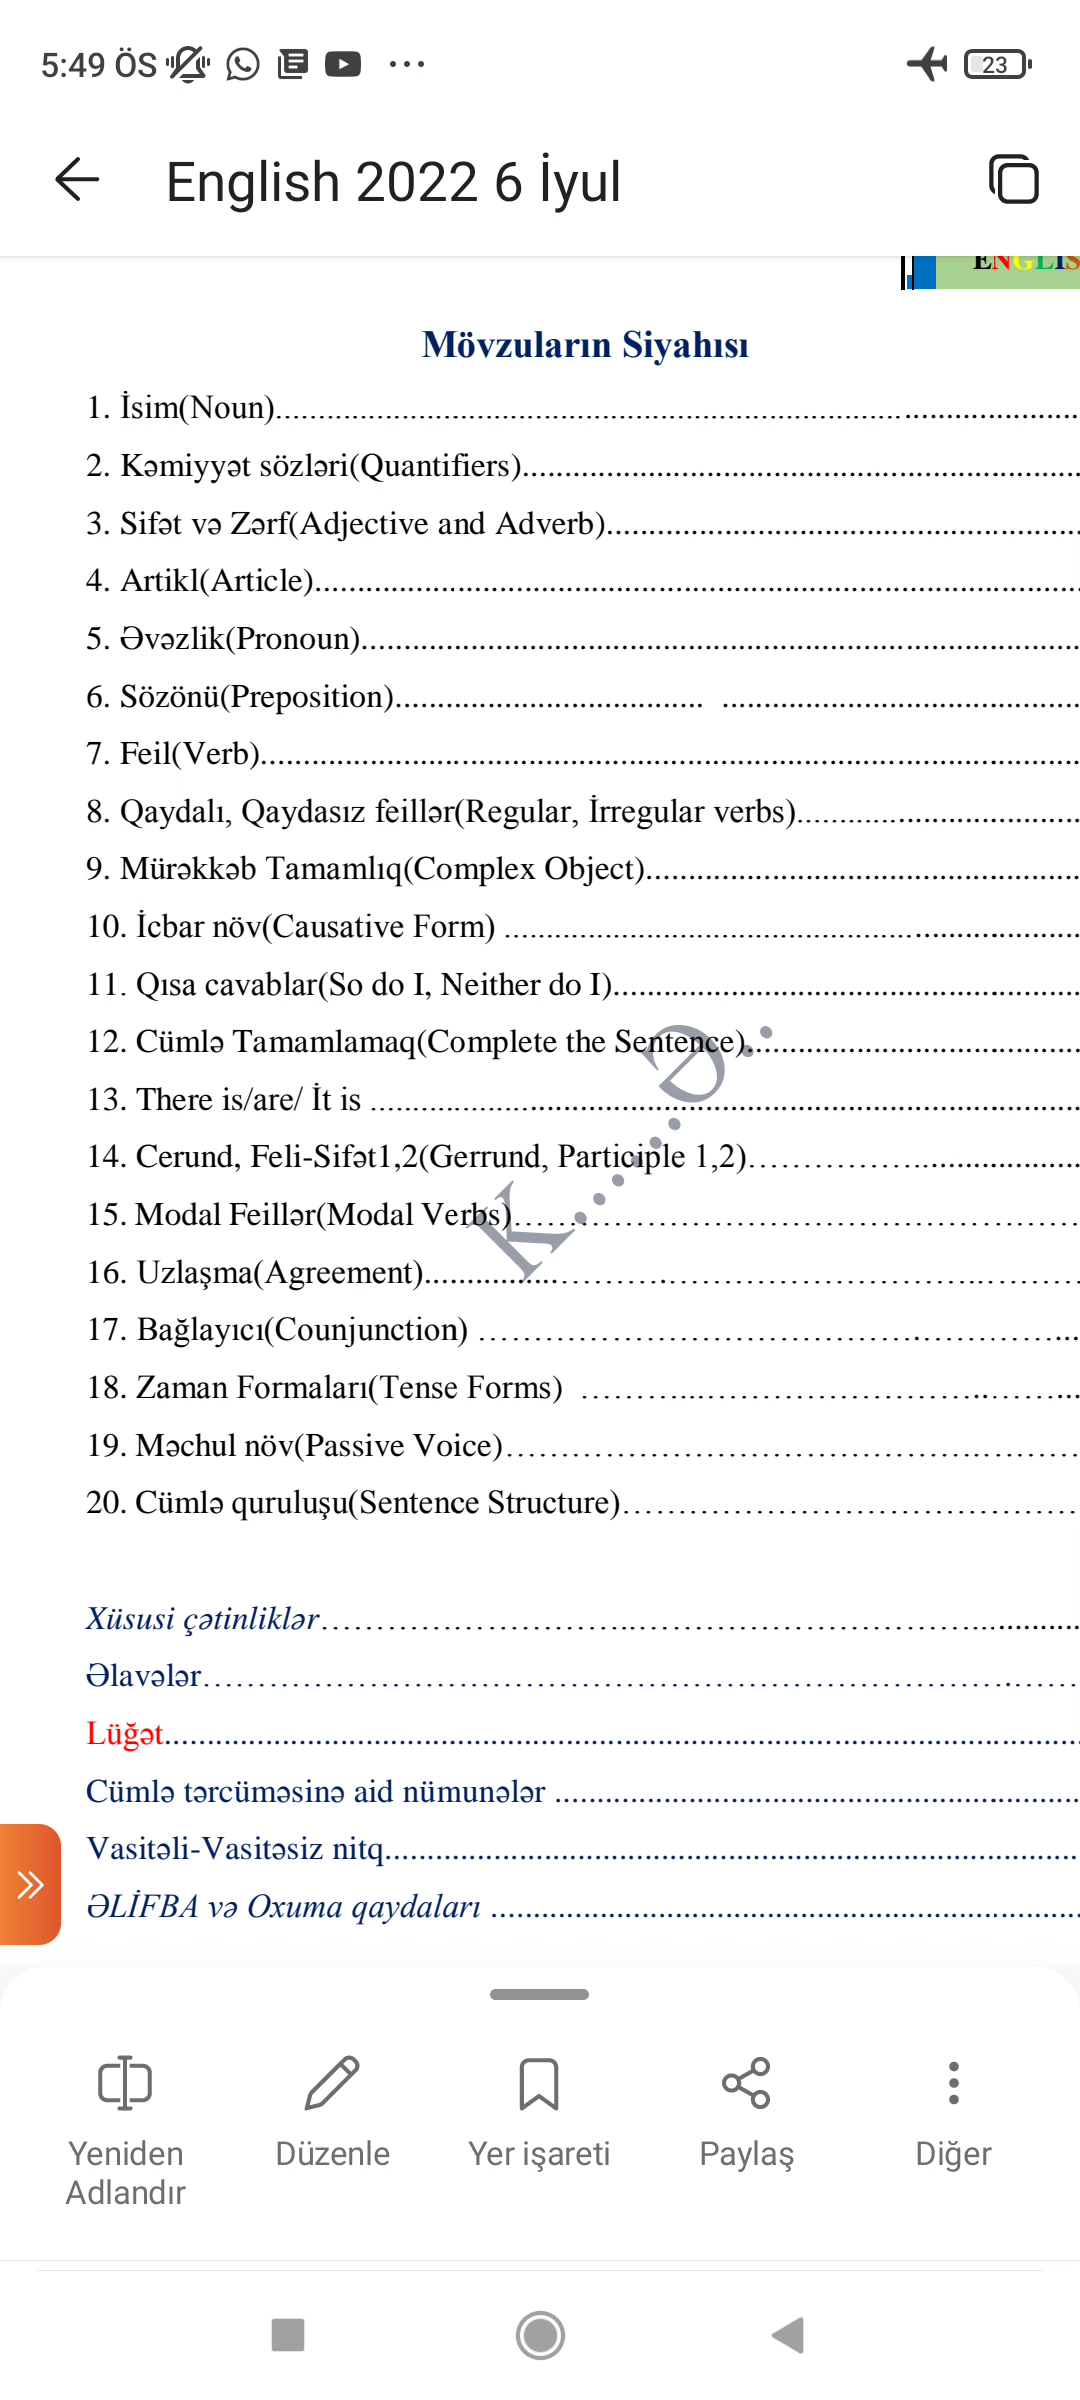 5:49 ÖS
23
English 2022 6 İyul
ENGLIS
Mövzuların Siyahısı
1. İsim(Noun)................................................................................
2. Kəmiyyət sözləri(Quantifiers)................................................................
3. Sifət və Zərf(Adjective and Adverb)........................................................
4. Artikl(Article)................................................................................
5. Əvəzlik(Pronoun)................................................................................
6. Sözönü(Preposition)..................................... ..........................................
7. Feil(Verb)................................................................................
8. Qaydalı, Qaydasız feillər(Regular, İrregular verbs)..................................
9. Mürəkkəb Tamamlıq(Complex Object)....................................................
10. İcbar növ(Causative Form) ....................................................................
11. Qısa cavablar(So do I, Neither do I).......................................................
12. Cümlə Tamamlamaq(Complete the Sentence).......................................
13. There is/are/ İt is ................................................................................
14. Cerund, Feli-Sifət1,2(Gerrund, Participle 1,2).......................................
15. Modal Feillər(Modal Verbs)................................................................
16. Uzlaşma(Agreement)................................................................
17. Bağlayıcı(Counjunction) ................................................................
18. Zaman Formaları(Tense Forms) ........................................................
19. Məchul növ(Passive Voice)................................................................
20. Cümlə quruluşu(Sentence Structure)....................................................
K.....Ə..
Xüsusi çətinliklər................................................................................
Əlavələr................................................................................
Lüğət................................................................................
Cümlə tərcüməsinə aid nümunələr ..............................................................
Vasitəli-Vasitəsiz nitq................................................................................
ƏLİFBA və Oxuma qaydaları ......................................................................
Yeniden Adlandır
Düzenle
Yer işareti
Paylaş
Diğer